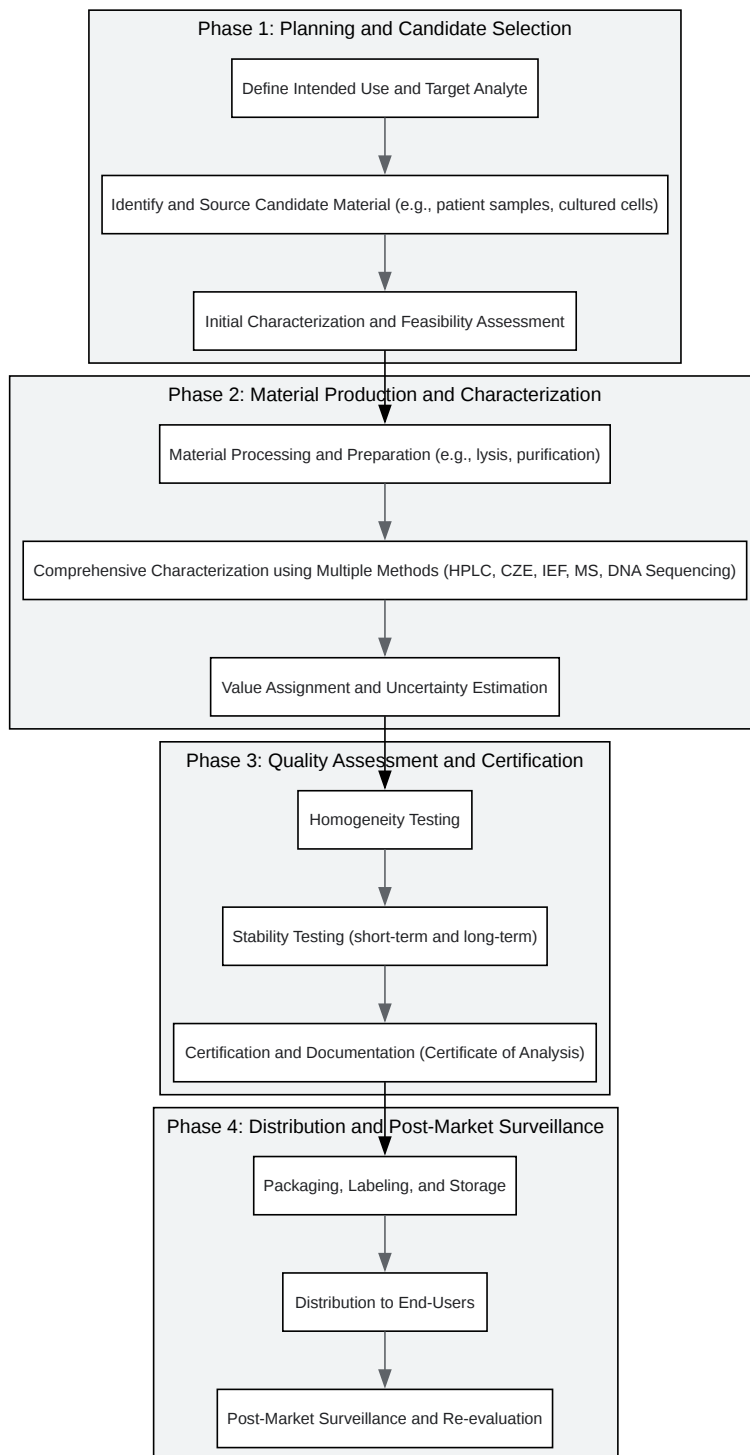 Phase 1: Planning and Candidate Selection
Define Intended Use and Target Analyte
Identify and Source Candidate Material (e.g., patient samples, cultured cells)
Initial Characterization and Feasibility Assessment
Phase 2: Material Production and Characterization
Material Processing and Preparation (e.g., lysis, purification)
Comprehensive Characterization using Multiple Methods (HPLC, CZE, IEF, MS, DNA Sequencing)
Value Assignment and Uncertainty Estimation
Phase 3: Quality Assessment and Certification
Homogeneity Testing
Stability Testing (short-term and long-term)
Certification and Documentation (Certificate of Analysis)
Phase 4: Distribution and Post-Market Surveillance
Packaging, Labeling, and Storage
Distribution to End-Users
Post-Market Surveillance and Re-evaluation